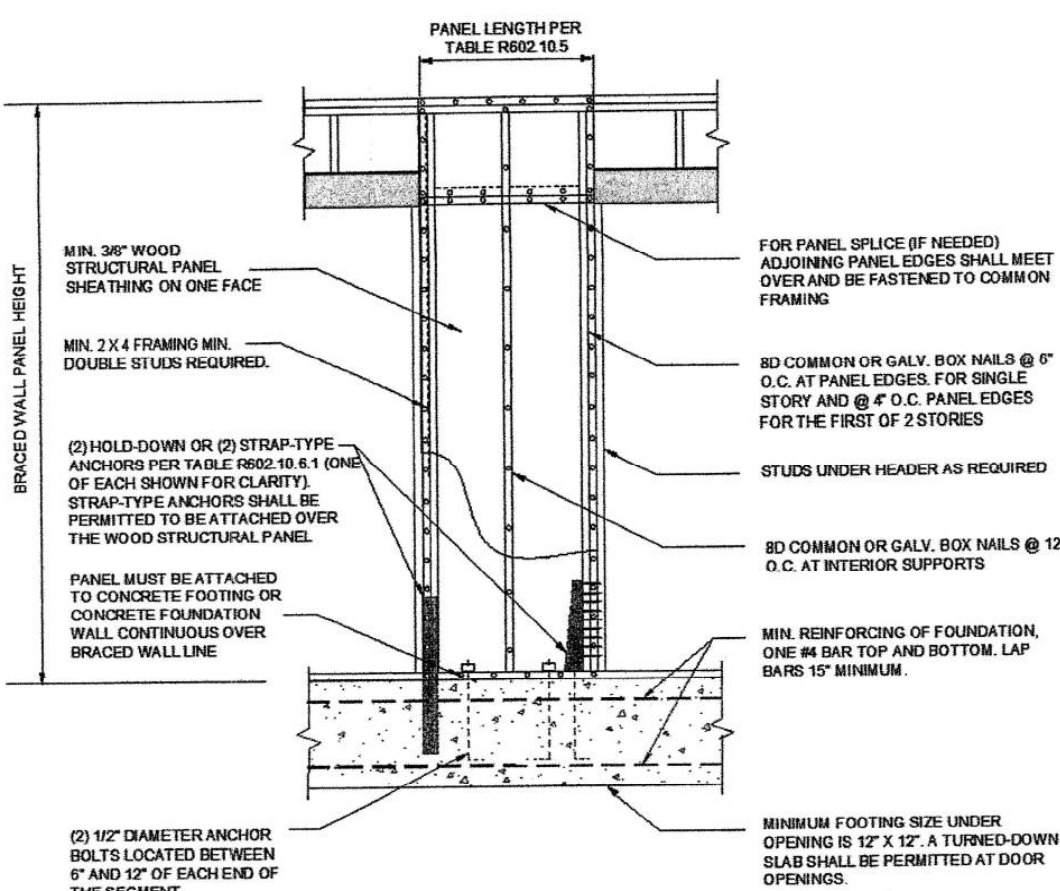 PANEL LENGTH PER
TABLE R602.10.5
BRACED WALL PANEL HEIGHT
MIN. 3/8" WOOD
STRUCTURAL PANEL
SHEATHING ON ONE FACE
MIN. 2 X 4 FRAMING MIN.
DOUBLE STUDS REQUIRED.
(2) HOLD-DOWN OR (2) STRAP-TYPE
ANCHORS PER TABLE R602.10.6.1 (ONE
OF EACH SHOWN FOR CLARITY).
STRAP-TYPE ANCHORS SHALL BE
PERMITTED TO BE ATTACHED OVER
THE WOOD STRUCTURAL PANEL
PANEL MUST BE ATTACHED
TO CONCRETE FOOTING OR
CONCRETE FOUNDATION
WALL CONTINUOUS OVER
BRACED WALL LINE
(2) 1/2" DIAMETER ANCHOR
BOLTS LOCATED BETWEEN
6" AND 12" OF EACH END OF
THE SEGMENT
FOR PANEL SPLICE (IF NEEDED)
ADJOINING PANEL EDGES SHALL MEET
OVER AND BE FASTENED TO COMMON
FRAMING
8D COMMON OR GALV. BOX NAILS @ 6"
O.C. AT PANEL EDGES. FOR SINGLE
STORY AND @ 4" O.C. PANEL EDGES
FOR THE FIRST OF 2 STORIES
STUDS UNDER HEADER AS REQUIRED
8D COMMON OR GALV. BOX NAILS @ 12
O.C. AT INTERIOR SUPPORTS
MIN. REINFORCING OF FOUNDATION,
ONE #4 BAR TOP AND BOTTOM. LAP
BARS 15" MINIMUM.
MINIMUM FOOTING SIZE UNDER
OPENING IS 12" X 12". A TURNED-DOWN
SLAB SHALL BE PERMITTED AT DOOR
OPENINGS.